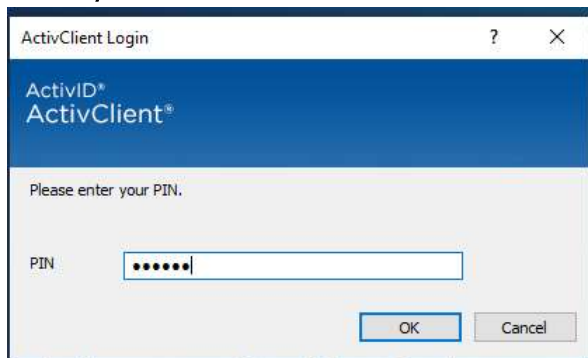 ActivClient Login
?
ActivID®
ActivClient®
Please enter your PIN.
PIN ●●●●●●
OK Cancel